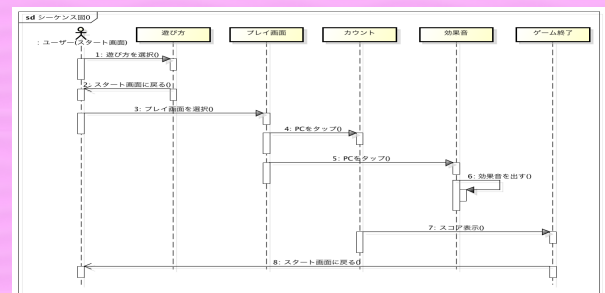 sd シーケンス図0
遊び方
プレイ画面
カウント
効果音
ゲーム終了
: ユーザー(スタート画面)
1: 遊び方を選択()
2: スタート画面に戻る()
3: プレイ画面を選択()
4: PCをタップ()
5: PCをタップ()
6: 効果音を出す()
7: スコア表示()
8: スタート画面に戻る()